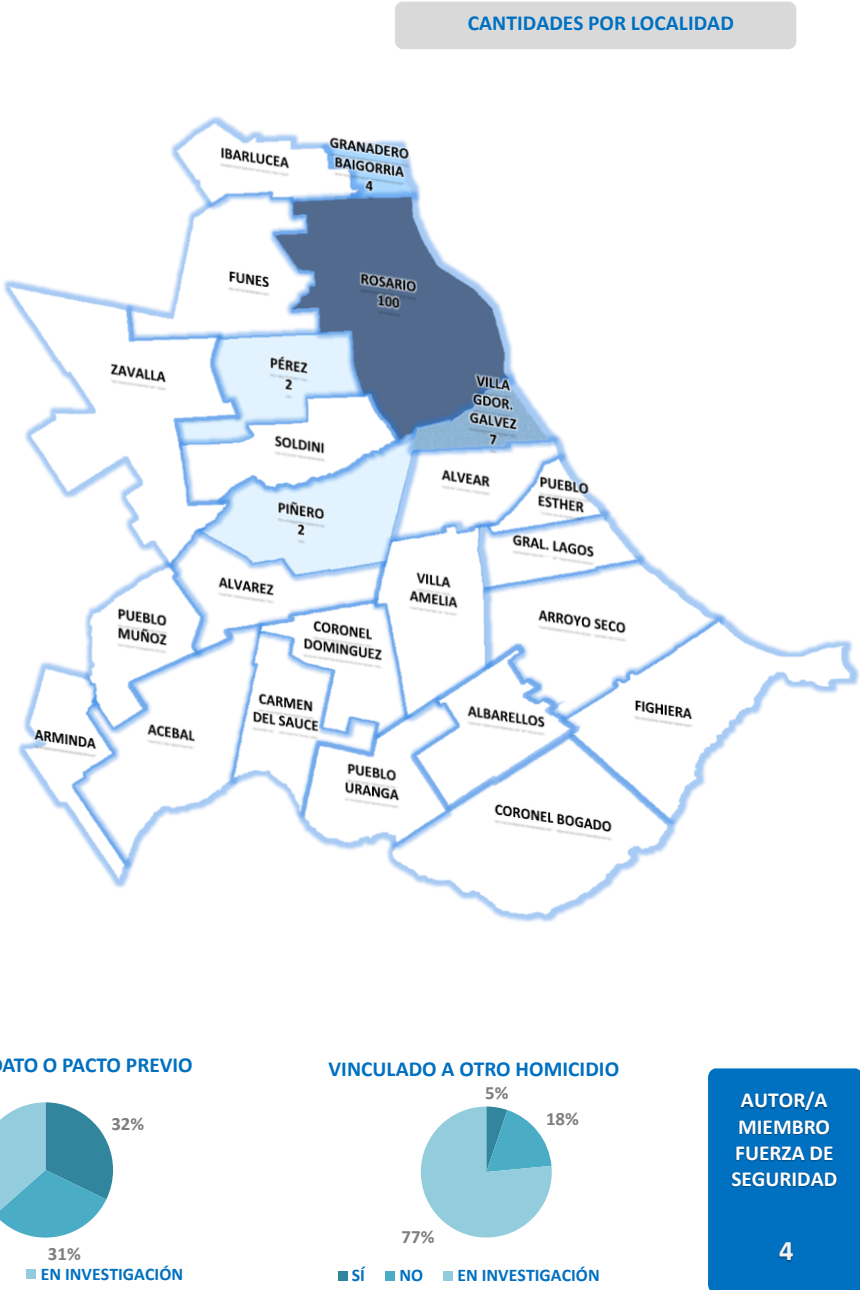 CANTIDADES POR LOCALIDAD
IBARLUCEA
GRANADERO
BAIGORRIA
4
FUNES
ROSARIO
100
ZAVALLA
PÉREZ
2
VILLA
GDOR.
GALVEZ
7
SOLDINI
ALVEAR
PUEBLO
ESTHER
PIÑERO
2
GRAL. LAGOS
ALVAREZ
VILLA
AMELIA
PUEBLO
MUÑOZ
CORONEL
DOMINGUEZ
ARROYO SECO
CARMEN
DEL SAUCE
ALBARELLOS
FIGHIERA
ARMINDA
ACEBAL
PUEBLO
URANGA
CORONEL BOGADO
DATO O PACTO PREVIO
32%
31%
EN INVESTIGACIÓN
VINCULADO A OTRO HOMICIDIO
5%
18%
77%
SÍ NO EN INVESTIGACIÓN
AUTOR/A
MIEMBRO
FUERZA DE
SEGURIDAD
4